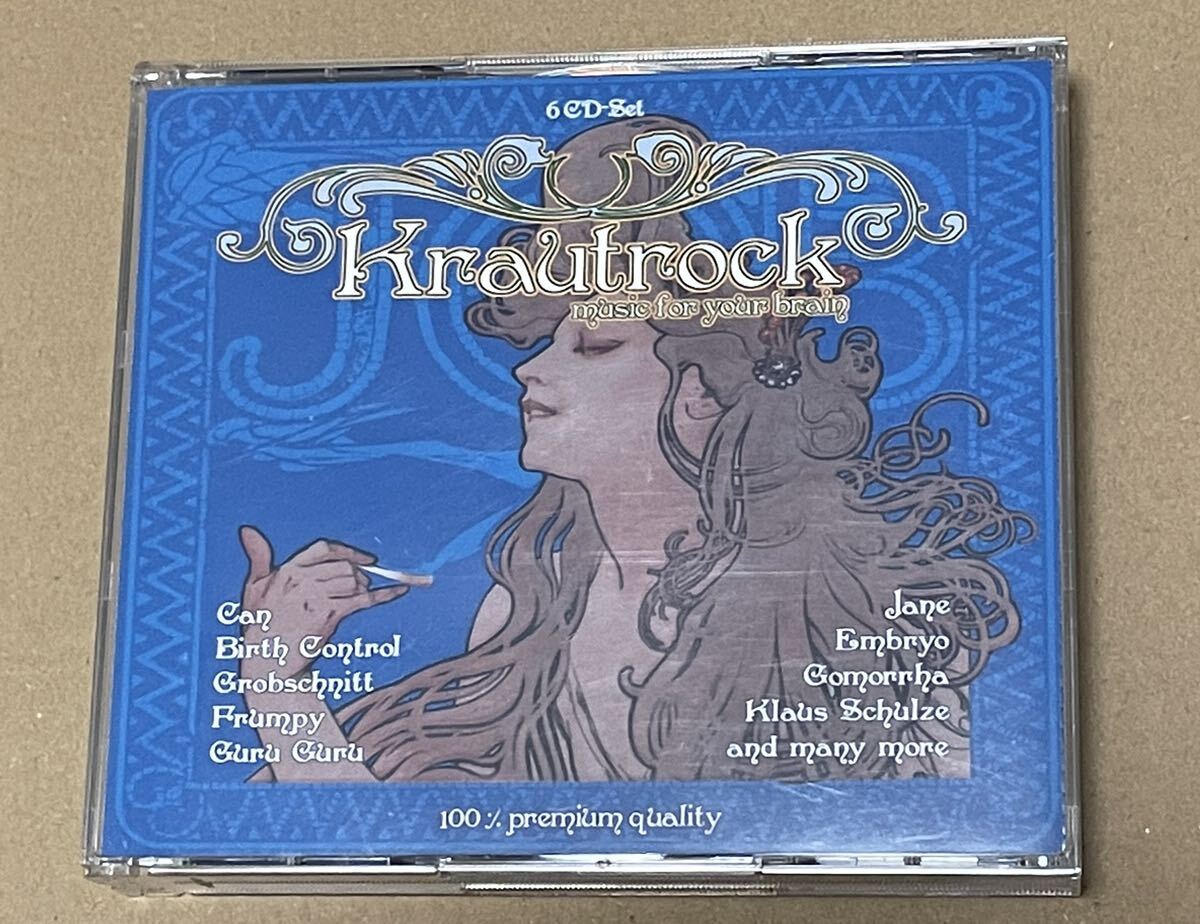 6 CD-Set
JOB
Krautrock
music for your brain
Can
Birth Control
Grobschnitt
Frumpy
Guru Guru
Jane
Embryo
Gomorrha
Klaus Schulze
and many more
100% premium quality